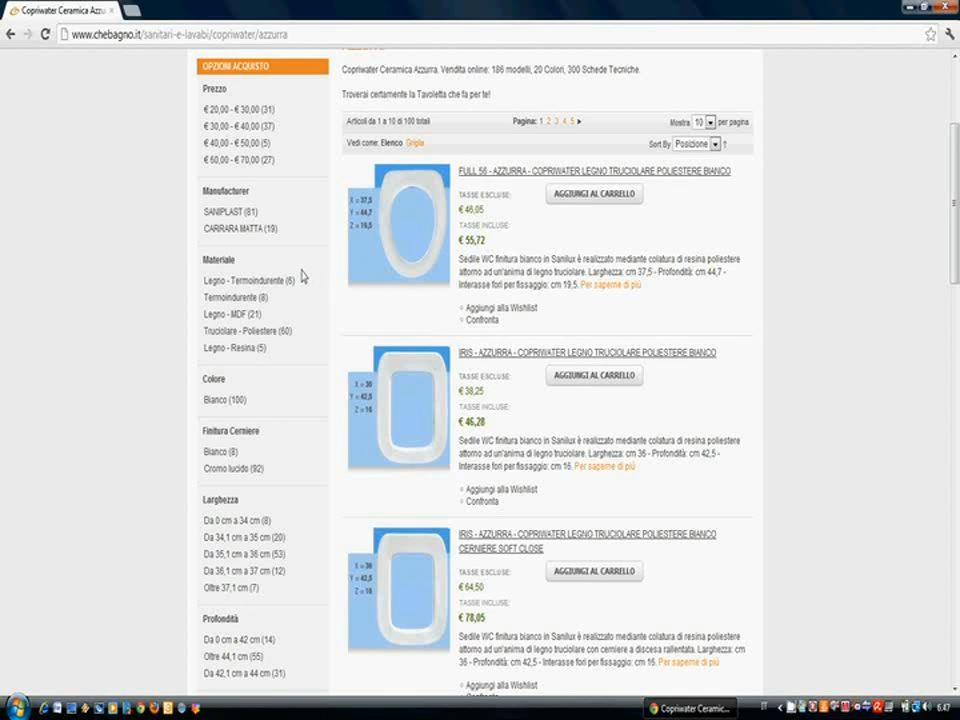 Copriwater Ceramica Azzu
www.chebagno.it/sanitari-e-lavabi/copriwater/azzurra
OPZIONI ACQUISTO
Prezzo
€ 20,00 - € 30,00 (31)
€ 30,00 - € 40,00 (37)
€ 40,00 - € 50,00 (5)
€ 60,00 - € 70,00 (27)
Manufacturer
SANIPLAST (81)
CARRARA MATTA (19)
Materiale
Legno - Termoindurente (6)
Termoindurente (8)
Legno - MDF (21)
Truciolare - Poliestere (60)
Legno - Resina (5)
Colore
Bianco (100)
Finitura Cerniere
Bianco (8)
Cromo lucido (92)
Larghezza
Da 0 cm a 34 cm (8)
Da 34,1 cm a 35 cm (20)
Da 35,1 cm a 36 cm (53)
Da 36,1 cm a 37 cm (12)
Oltre 37,1 cm (7)
Profondità
Da 0 cm a 42 cm (14)
Oltre 44,1 cm (55)
Da 42,1 cm a 44 cm (31)
Copriwater Ceramica Azzurra. Vendita online: 186 modelli, 20 Colori, 300 Schede Tecniche.
Troverai certamente la Tavoletta che fa per te!
Articoli da 1 a 10 di 100 totali Pagina: 1 2 3 4 5 Mostra 10 per pagina
Vedi come: Elenco Griglia Sort By Posizione
FULL 56 - AZZURRA - COPRIWATER LEGNO TRUCIOLARE POLIESTERE BIANCO
X = 37,5
Y = 44,7
Z = 19,5
TASSE ESCLUSE:
AGGIUNGI AL CARRELLO
€ 46,05
TASSE INCLUSE:
€ 55,72
Sedile WC finitura bianco in Sanilux è realizzato mediante colatura di resina poliestere
attorno ad un'anima di legno truciolare. Larghezza: cm 37,5 - Profondità: cm 44,7 -
Interasse fori per fissaggio: cm 19,5. Per saperne di più
Aggiungi alla Wishlist
Confronta
IRIS - AZZURRA - COPRIWATER LEGNO TRUCIOLARE POLIESTERE BIANCO
X = 36
Y = 42,5
Z = 16
TASSE ESCLUSE:
AGGIUNGI AL CARRELLO
€ 38,25
TASSE INCLUSE:
€ 46,28
Sedile WC finitura bianco in Sanilux è realizzato mediante colatura di resina poliestere
attorno ad un'anima di legno truciolare. Larghezza: cm 36 - Profondità: cm 42,5 -
Interasse fori per fissaggio: cm 16. Per saperne di più
Aggiungi alla Wishlist
Confronta
IRIS - AZZURRA - COPRIWATER LEGNO TRUCIOLARE POLIESTERE BIANCO
CERNIERE SOFT CLOSE
X = 36
Y = 42,5
Z = 16
TASSE ESCLUSE:
AGGIUNGI AL CARRELLO
€ 64,50
TASSE INCLUSE:
€ 78,05
Sedile WC finitura bianco in Sanilux è realizzato mediante colatura di resina poliestere
attorno ad un'anima di legno truciolare con cerniere a discesa rallentata. Larghezza: cm
36 - Profondità: cm 42,5 - Interasse fori per fissaggio: cm 16. Per saperne di più
Aggiungi alla Wishlist
Copriwater Ceramic... IT 6.47